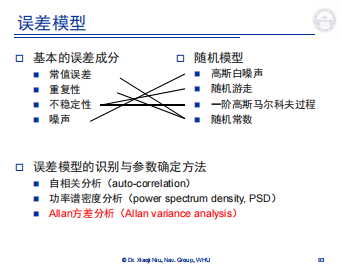 误差模型
基本的误差成分
常值误差
重复性
不稳定性
噪声
随机模型
高斯白噪声
随机游走
一阶高斯马尔科夫过程
随机常数
误差模型的识别与参数确定方法
自相关分析（auto-correlation）
功率谱密度分析（power spectrum density, PSD）
Allan方差分析（Allan variance analysis）
© Dr. Xiaoji Niu, Nav. Group, WHU
93